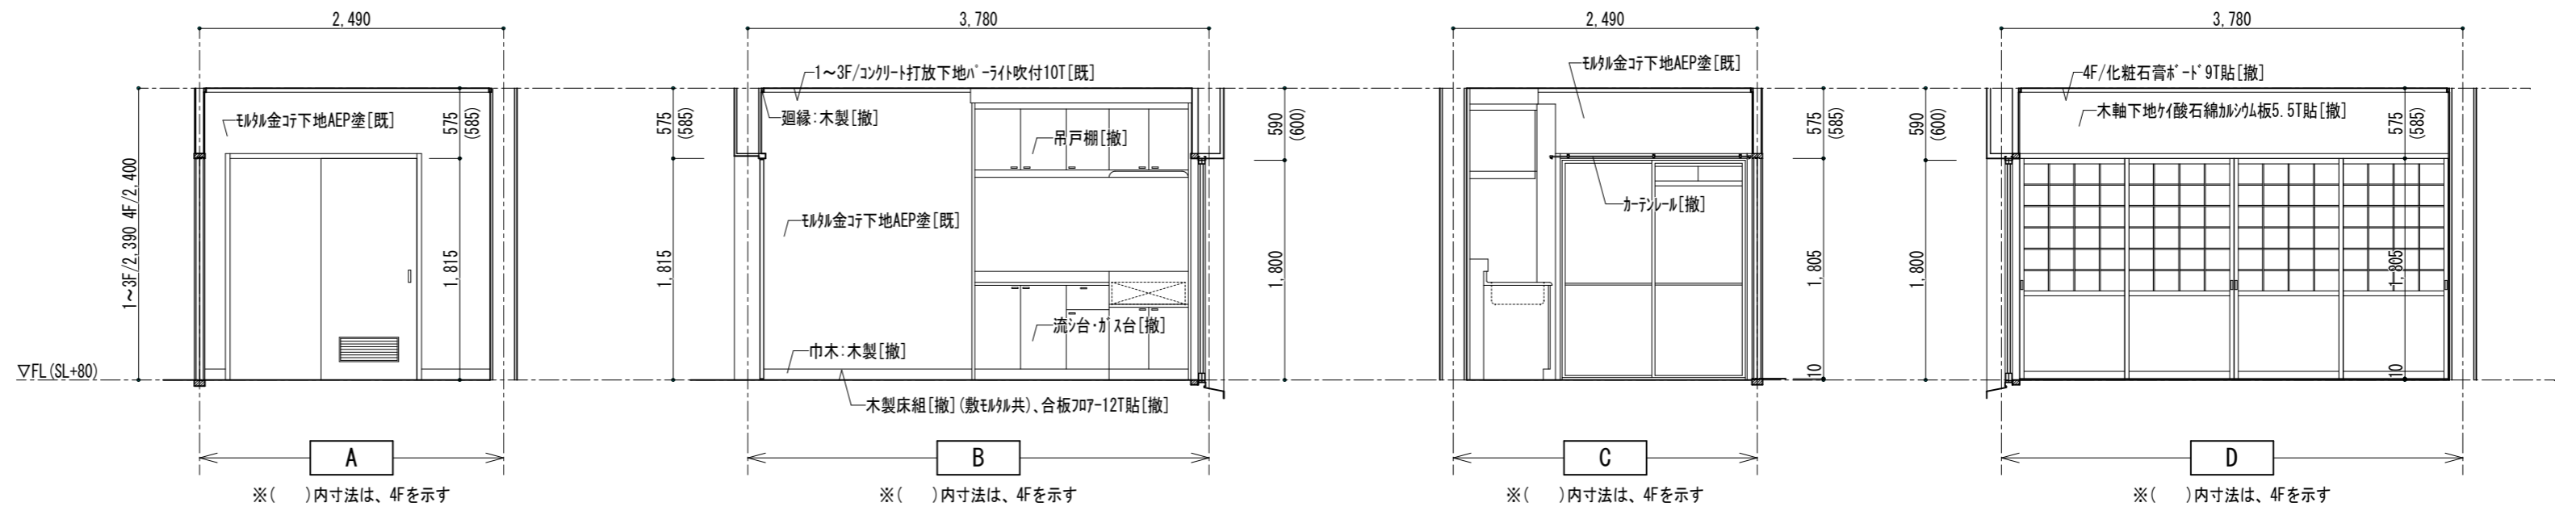 2,490
3,780
2,490
3,780
1~3F/コンクリート打放下地パーライト吹付10T[既]
モルタル金コテ下地AEP塗[既]
4F/化粧石膏ボード9T貼[撤]
モルタル金コテ下地AEP塗[既]
廻縁:木製[撤]
木軸下地ケイ酸石綿カルシウム板5.5T貼[撤]
吊戸棚[撤]
575
(585)
575
(585)
590
(600)
575
(585)
590
(600)
575
(585)
1~3F/2,390 4F/2,400
カーテンレール[撤]
モルタル金コテ下地AEP塗[既]
1,815
1,815
1,800
1,805
1,800
1,805
流シ台・ガス台[撤]
巾木:木製[撤]
▽FL(SL+80)
10
10
木製床組[撤](敷モルタル共)、合板フロアー12T貼[撤]
A
B
C
D
※( )内寸法は、4Fを示す
※( )内寸法は、4Fを示す
※( )内寸法は、4Fを示す
※( )内寸法は、4Fを示す